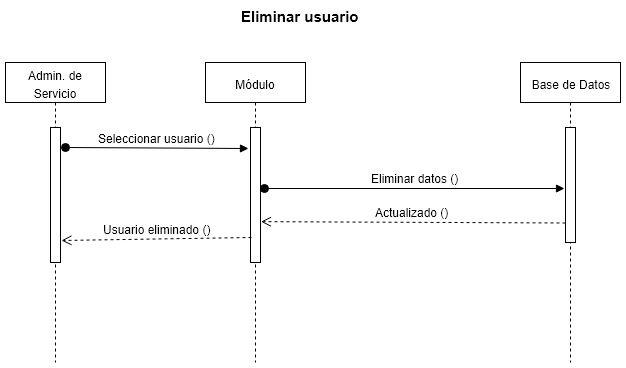 Eliminar usuario
Admin. de
Servicio
Módulo
Base de Datos
Seleccionar usuario ()
Eliminar datos ()
Actualizado ()
Usuario eliminado ()